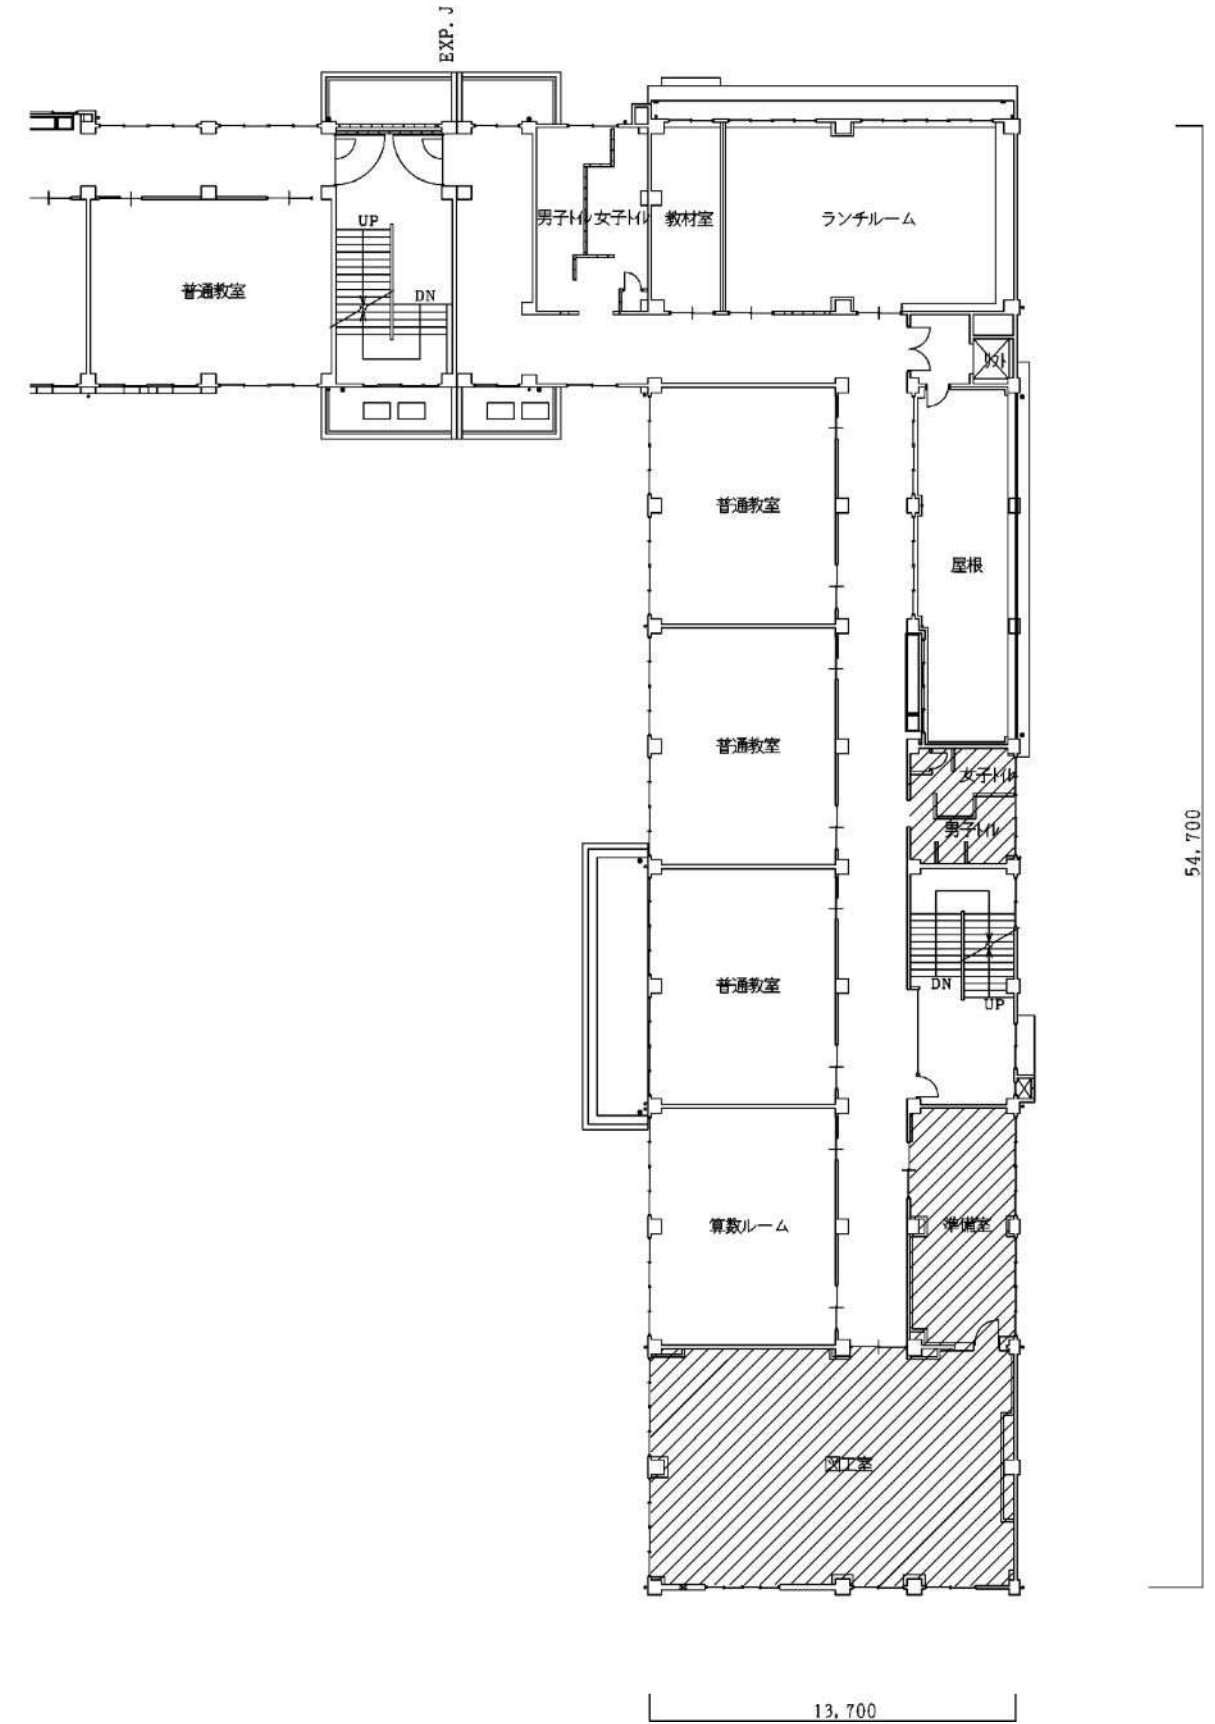 EXP. J
男子トイレ
女子トイレ
教材室
ランチルーム
UP
DN
普通教室
リフト
普通教室
屋根
普通教室
女子トイレ
男子トイレ
普通教室
DN
UP
算数ルーム
準備室
図工室
54,700
13,700